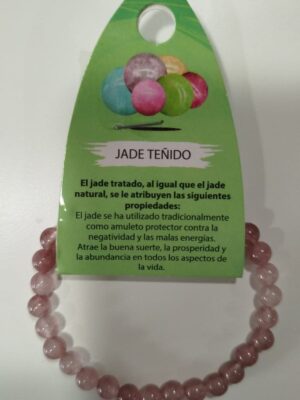 JADE TEÑIDO
El jade tratado, al igual que el jade
natural, se le atribuyen las siguientes
propiedades:
El jade se ha utilizado tradicionalmente
como amuleto protector contra la
negatividad y las malas energías.
Atrae la buena suerte, la prosperidad y
la abundancia en todos los aspectos de
la vida.